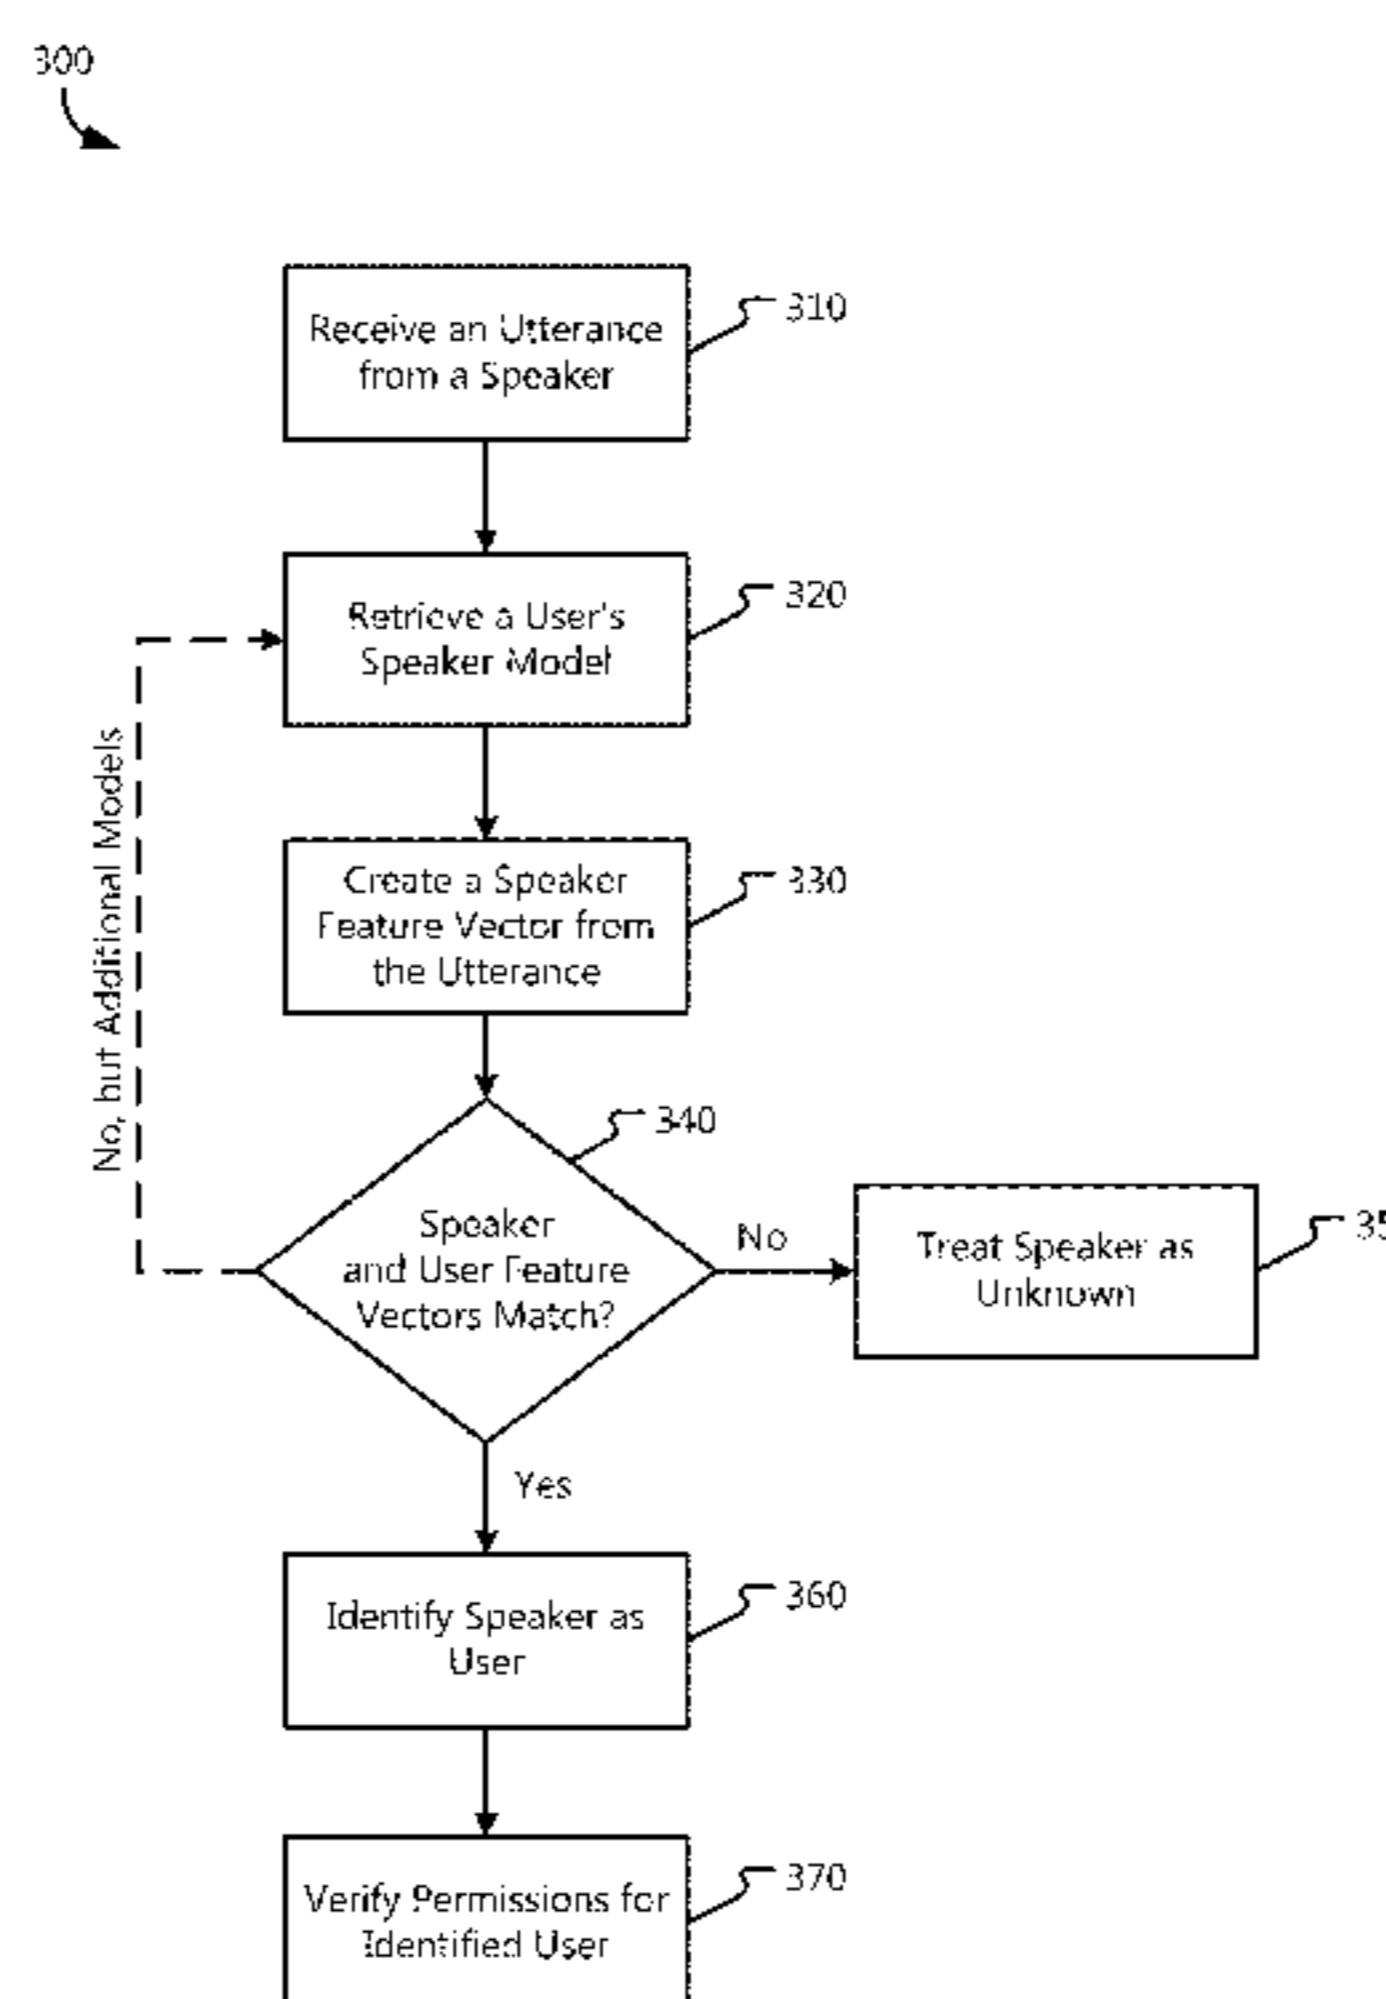 300
Receive an Utterance
from a Speaker
310
Retrieve a User's
Speaker Model
320
No, but Additional Models
Create a Speaker
Feature Vector from
the Utterance
330
340
Speaker
and User Feature
Vectors Match?
No
Treat Speaker as
Unknown
35
Yes
Identify Speaker as
User
360
Verify Permissions for
Identified User
370